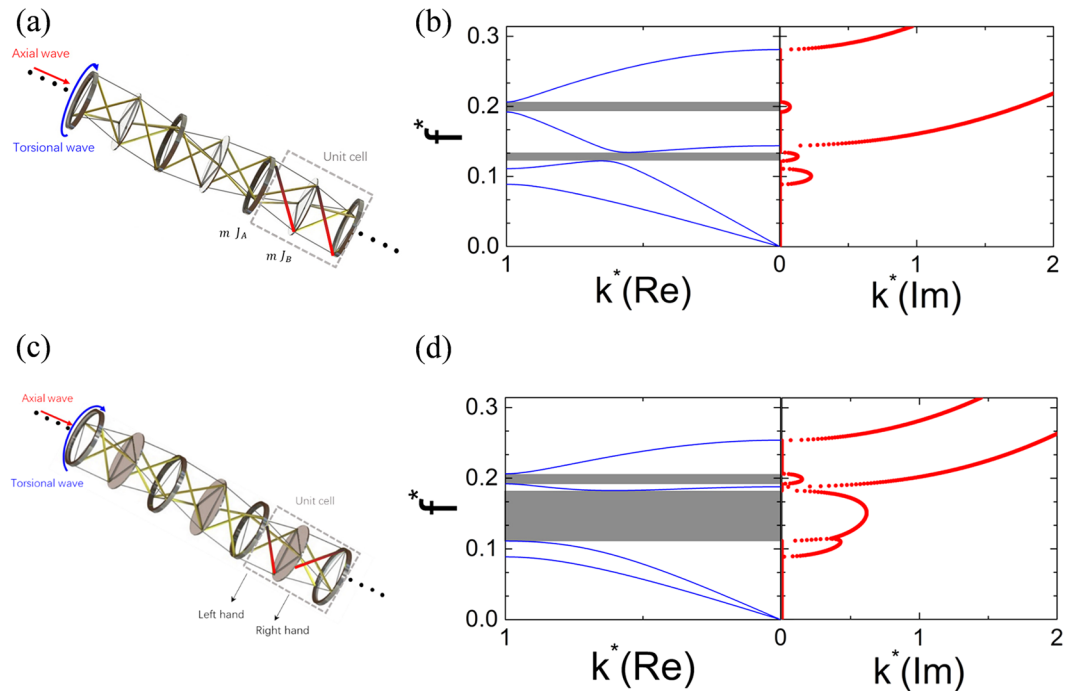 (a)
Axial wave
Torsional wave
Unit cell
m J_A
m J_B
(b)
0.3
0.2
0.1
0.0
f*
1
0
1
2
k*(Re)
k*(Im)
(c)
Axial wave
Torsional wave
Unit cell
Left hand
Right hand
(d)
0.3
0.2
0.1
0.0
f*
1
0
1
2
k*(Re)
k*(Im)